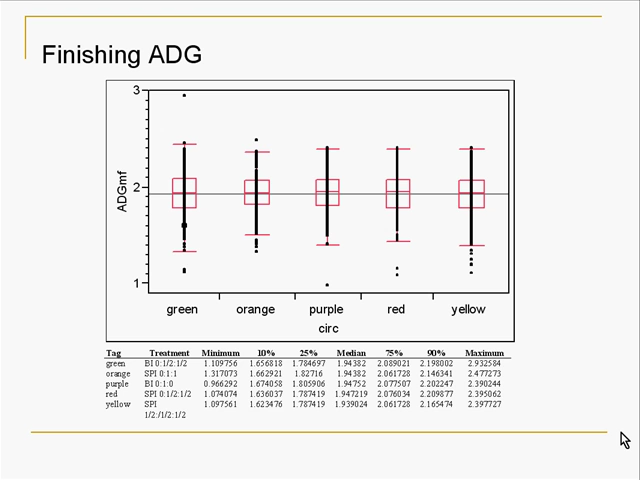 Finishing ADG
3
2
1
ADGmf
green orange purple red yellow
circ
Tag Treatment Minimum 10% 25% Median 75% 90% Maximum
green BI 0:1/2:1/2 1.109756 1.656818 1.784697 1.94382 2.089021 2.198002 2.932584
orange SPI 0:1:1 1.317073 1.662921 1.82716 1.94382 2.061728 2.146341 2.477273
purple BI 0:1:0 0.966292 1.674058 1.805906 1.94752 2.077507 2.202247 2.390244
red SPI 0:1/2:1/2 1.074074 1.636037 1.787419 1.947219 2.076034 2.209877 2.395062
yellow SPI 1.097561 1.623476 1.787419 1.939024 2.061728 2.165474 2.397727
1/2:/1/2:1/2